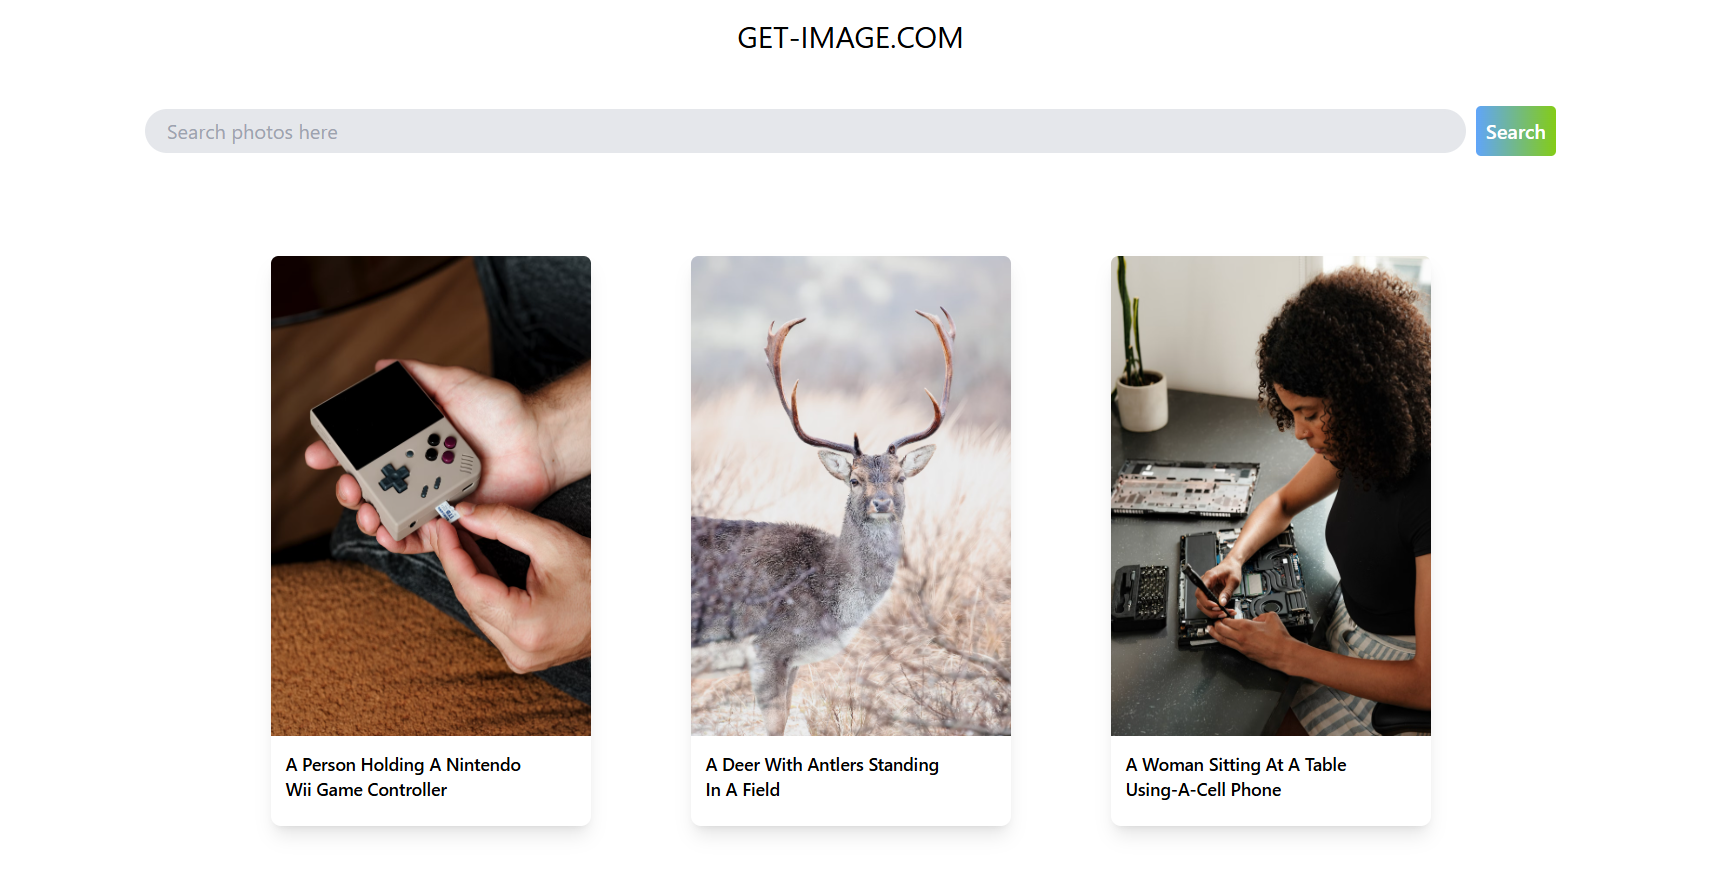 GET-IMAGE.COM
Search photos here
Search
A Person Holding A Nintendo
Wii Game Controller
A Deer With Antlers Standing
In A Field
A Woman Sitting At A Table
Using-A-Cell Phone